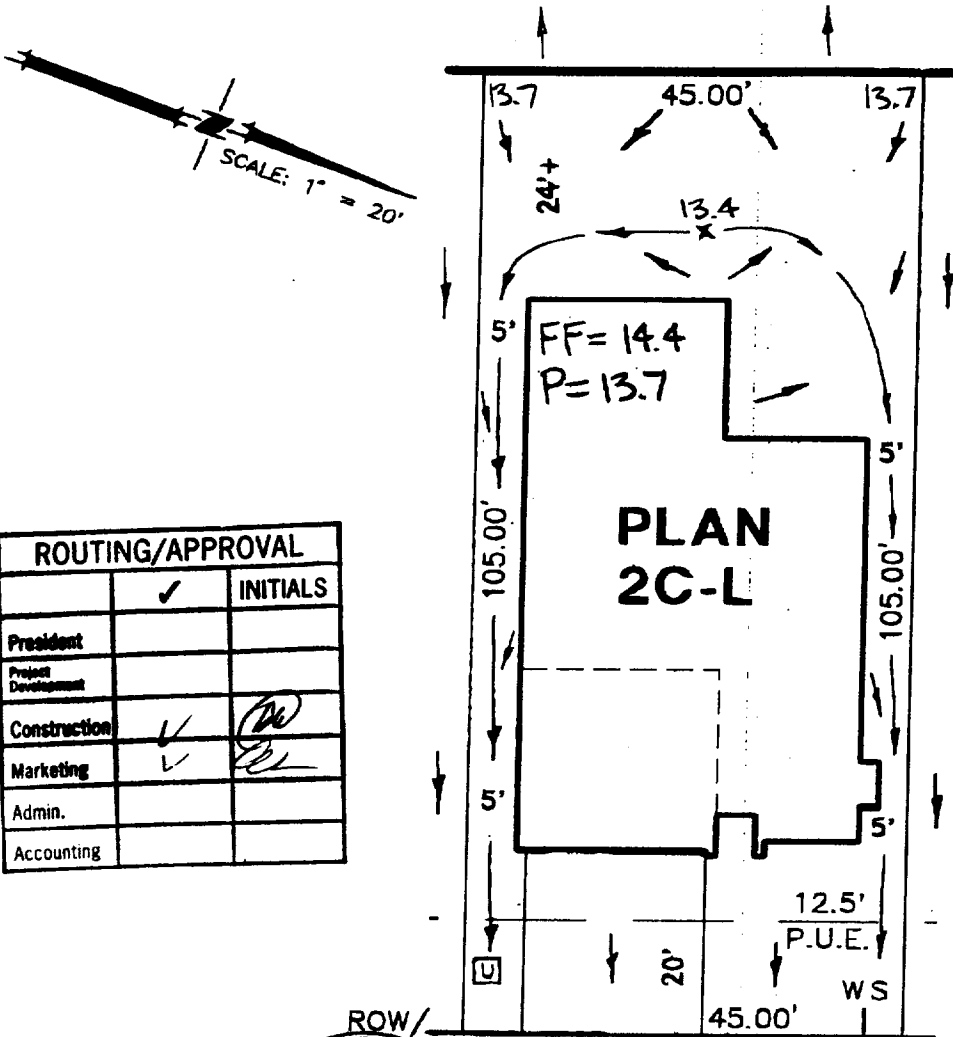 SCALE: 1" = 20'
13.7 45.00' 13.7
24'+
13.4
5'
FF= 14.4
P= 13.7
5'
105.00'
PLAN
2C-L
105.00'
ROUTING/APPROVAL
✓ INITIALS
President
Project
Development
Construction ✓
Marketing ✓
Admin.
Accounting
5'
5'
12.5'
P.U.E.
U
20'
WS
45.00'
ROW/